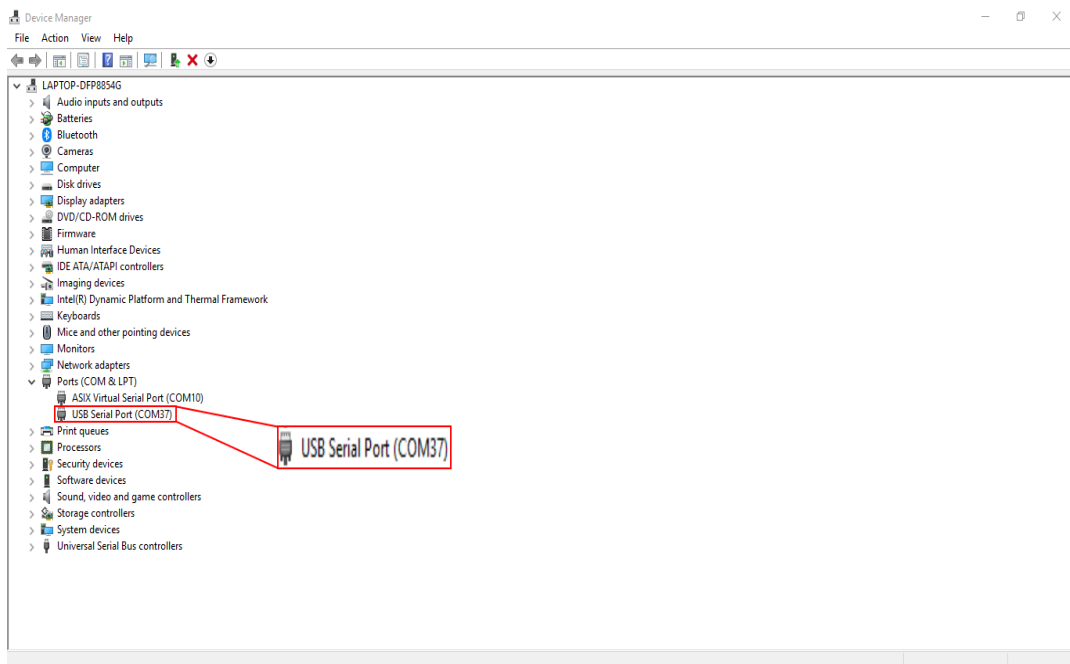 Device Manager
File Action View Help
LAPTOP-DFP8854G
Audio inputs and outputs
Batteries
Bluetooth
Cameras
Computer
Disk drives
Display adapters
DVD/CD-ROM drives
Firmware
Human Interface Devices
IDE ATA/ATAPI controllers
Imaging devices
Intel(R) Dynamic Platform and Thermal Framework
Keyboards
Mice and other pointing devices
Monitors
Network adapters
Ports (COM & LPT)
ASIX Virtual Serial Port (COM10)
USB Serial Port (COM37)
Print queues
USB Serial Port (COM37)
Processors
Security devices
Software devices
Sound, video and game controllers
Storage controllers
System devices
Universal Serial Bus controllers